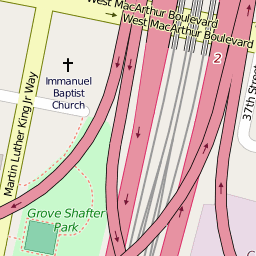 West MacArthur Boulevard
West MacArthur Boulevard
2
37th Street
Immanuel
Baptist
Church
Martin Luther King Jr Way
Grove Shafter
Park